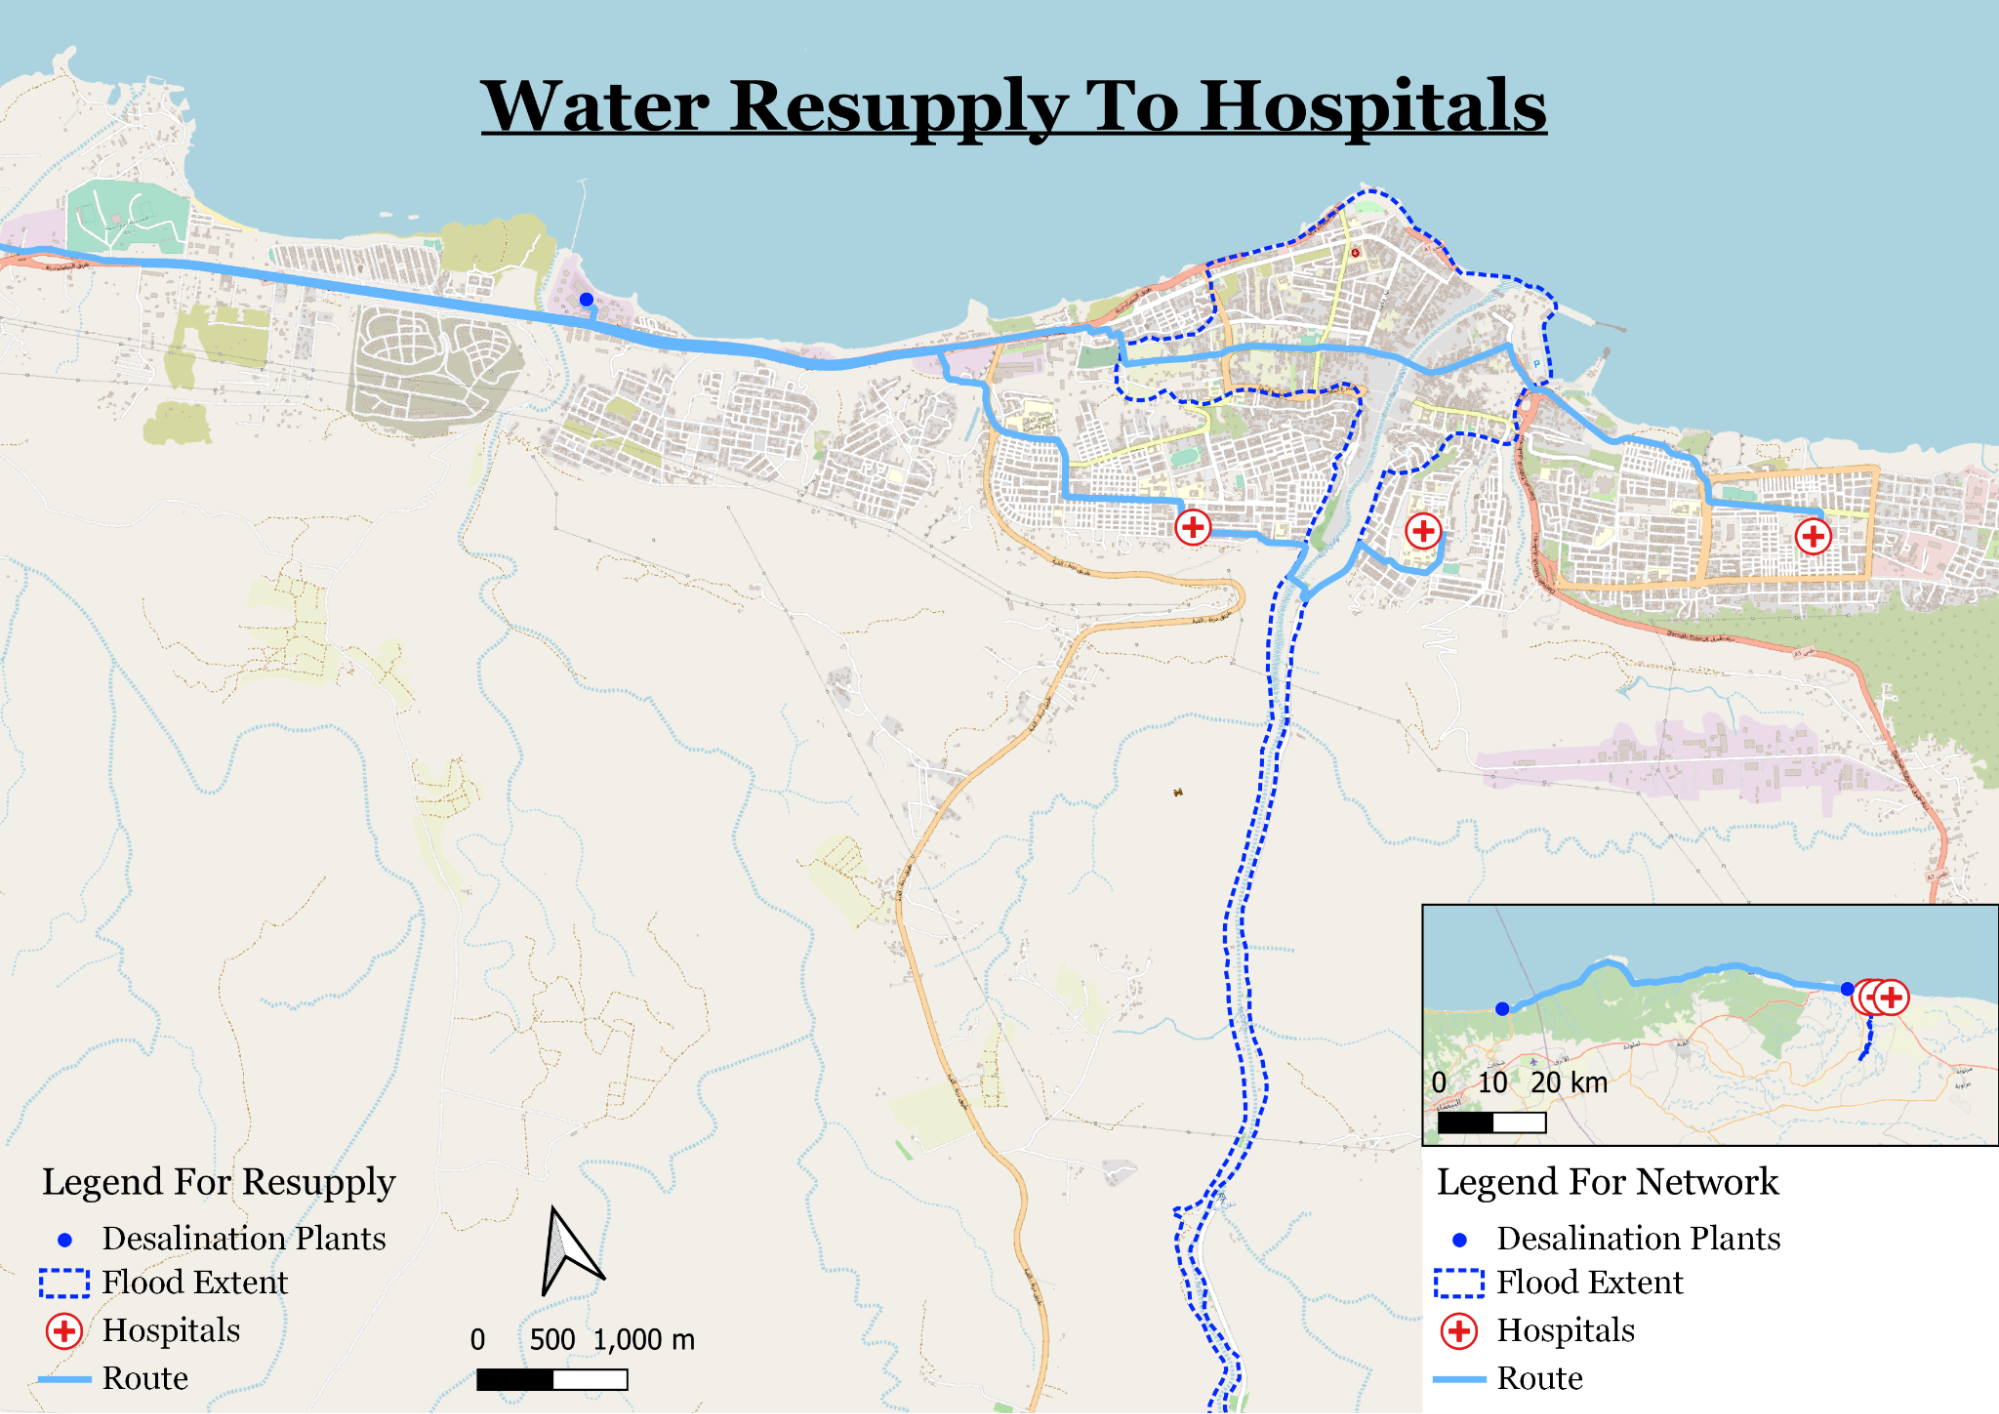 Water Resupply To Hospitals
P
Legend For Resupply
Desalination Plants
Flood Extent
Hospitals
Route
0 500 1,000 m
0 10 20 km
Legend For Network
Desalination Plants
Flood Extent
Hospitals
Route